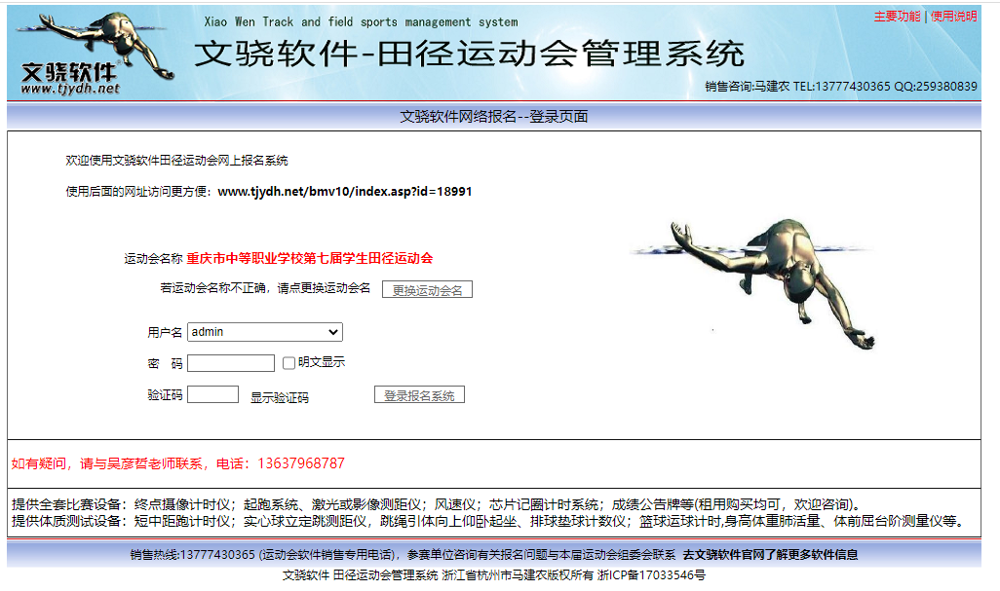 主要功能 | 使用说明
Xiao Wen Track and field sports management system
文骁软件-田径运动会管理系统
文骁软件®
www.tjydh.net
销售咨询:马建农 TEL:13777430365 QQ:259380839
文骁软件网络报名--登录页面
欢迎使用文骁软件田径运动会网上报名系统
使用后面的网址访问更方便：www.tjydh.net/bmv10/index.asp?id=18991
运动会名称 重庆市中等职业学校第七届学生田径运动会
若运动会名称不正确，请点更换运动会名 更换运动会名
用户名 admin
密 码 明文显示
验证码 显示验证码 登录报名系统
如有疑问，请与吴彦哲老师联系，电话：13637968787
提供全套比赛设备：终点摄像计时仪；起跑系统、激光或影像测距仪；风速仪；芯片记圈计时系统；成绩公告牌等(租用购买均可，欢迎咨询)。
提供体质测试设备：短中距跑计时仪；实心球立定跳测距仪，跳绳引体向上仰卧起坐、排球垫球计数仪；篮球运球计时,身高体重肺活量、体前屈台阶测量仪等。
销售热线:13777430365 (运动会软件销售专用电话)，参赛单位咨询有关报名问题与本届运动会组委会联系 去文骁软件官网了解更多软件信息
文骁软件 田径运动会管理系统 浙江省杭州市马建农版权所有 浙ICP备17033546号